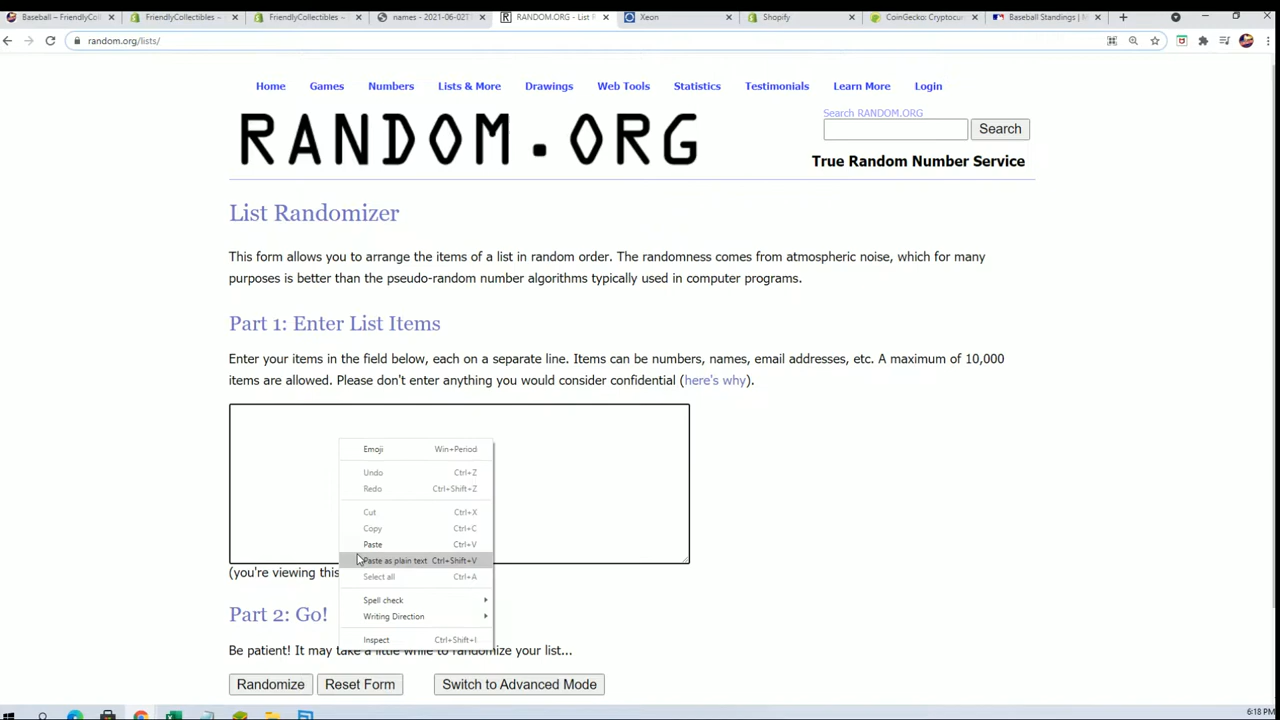 Baseball – FriendlyColl
FriendlyCollectibles –
FriendlyCollectibles –
names - 2021-06-02T
RANDOM.ORG - List R
Xeon
Shopify
CoinGecko: Cryptocur
Baseball Standings | M
random.org/lists/
Home Games Numbers Lists & More Drawings Web Tools Statistics Testimonials Learn More Login
RANDOM.ORG
Search RANDOM.ORG
Search
True Random Number Service
List Randomizer
This form allows you to arrange the items of a list in random order. The randomness comes from atmospheric noise, which for many
purposes is better than the pseudo-random number algorithms typically used in computer programs.
Part 1: Enter List Items
Enter your items in the field below, each on a separate line. Items can be numbers, names, email addresses, etc. A maximum of 10,000
items are allowed. Please don't enter anything you would consider confidential (here's why).
Emoji Win+Period
Undo Ctrl+Z
Redo Ctrl+Shift+Z
Cut Ctrl+X
Copy Ctrl+C
Paste Ctrl+V
Paste as plain text Ctrl+Shift+V
Select all Ctrl+A
Spell check
Writing Direction
Inspect Ctrl+Shift+I
(you're viewing this
Part 2: Go!
Be patient! It may take a little while to randomize your list...
Randomize Reset Form Switch to Advanced Mode
6:18 PM